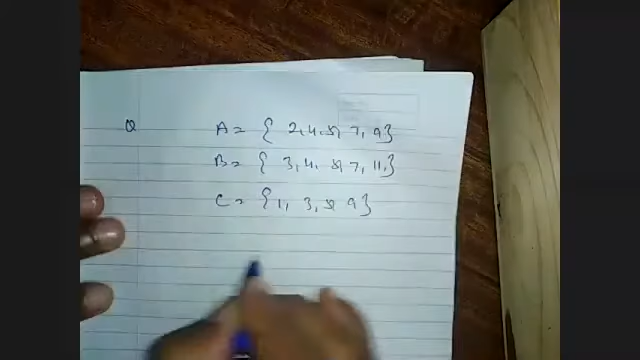 Q A = { 2, 4, 5, 7, 9 }
B = { 3, 4, 5, 7, 11, }
C = { 1, 3, 5, 9 }